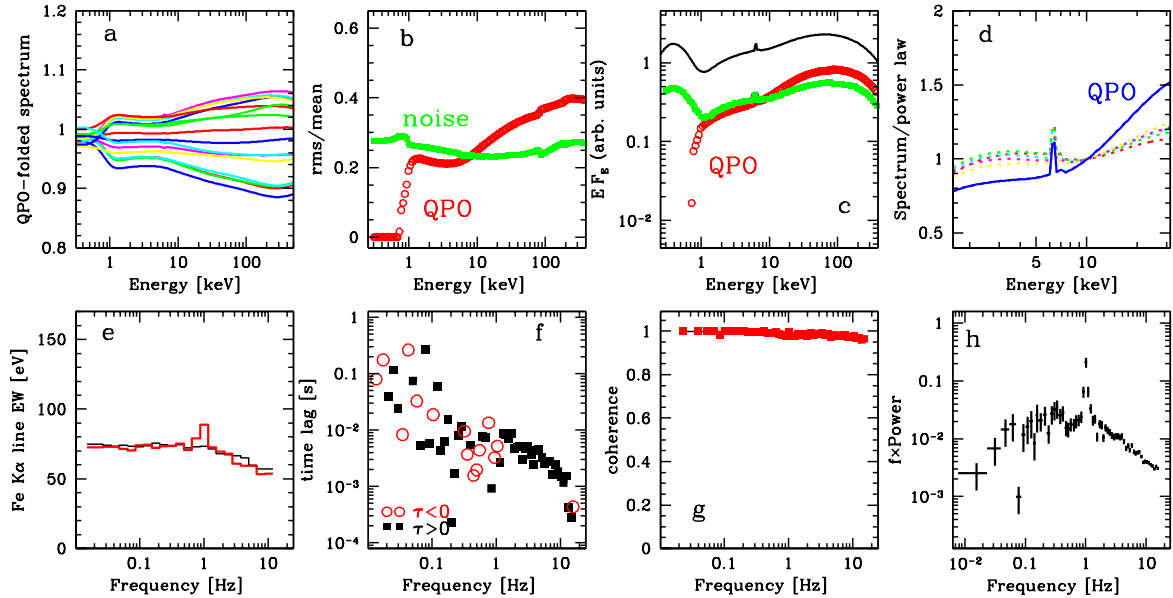 a
QPO-folded spectrum
1.2
1.1
1
0.9
0.8
1
10
100
Energy [keV]
b
rms/mean
0.6
0.4
0.2
0
noise
QPO
1
10
100
Energy [keV]
c
E F_E (arb. units)
1
0.1
10⁻²
QPO
1
10
100
Energy [keV]
d
Spectrum/power law
2
1.5
1
0.5
QPO
10
Energy [keV]
e
Fe Kα line EW [eV]
150
100
50
0
0.1
1
10
Frequency [Hz]
f
time lag [s]
1
0.1
10⁻²
10⁻³
10⁻⁴
τ<0
τ>0
0.1
1
10
Frequency [Hz]
g
coherence
1
0.8
0.6
0.4
0.2
0
0.1
1
10
Frequency [Hz]
h
f×Power
1
0.1
10⁻²
10⁻³
10⁻²
0.1
1
10
Frequency [Hz]